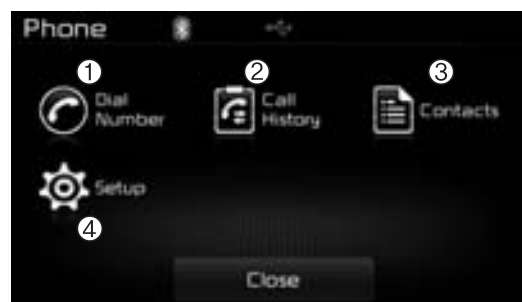 Phone
① ② ③
Dial
Number
Call
History
Contacts
Setup
④
Close